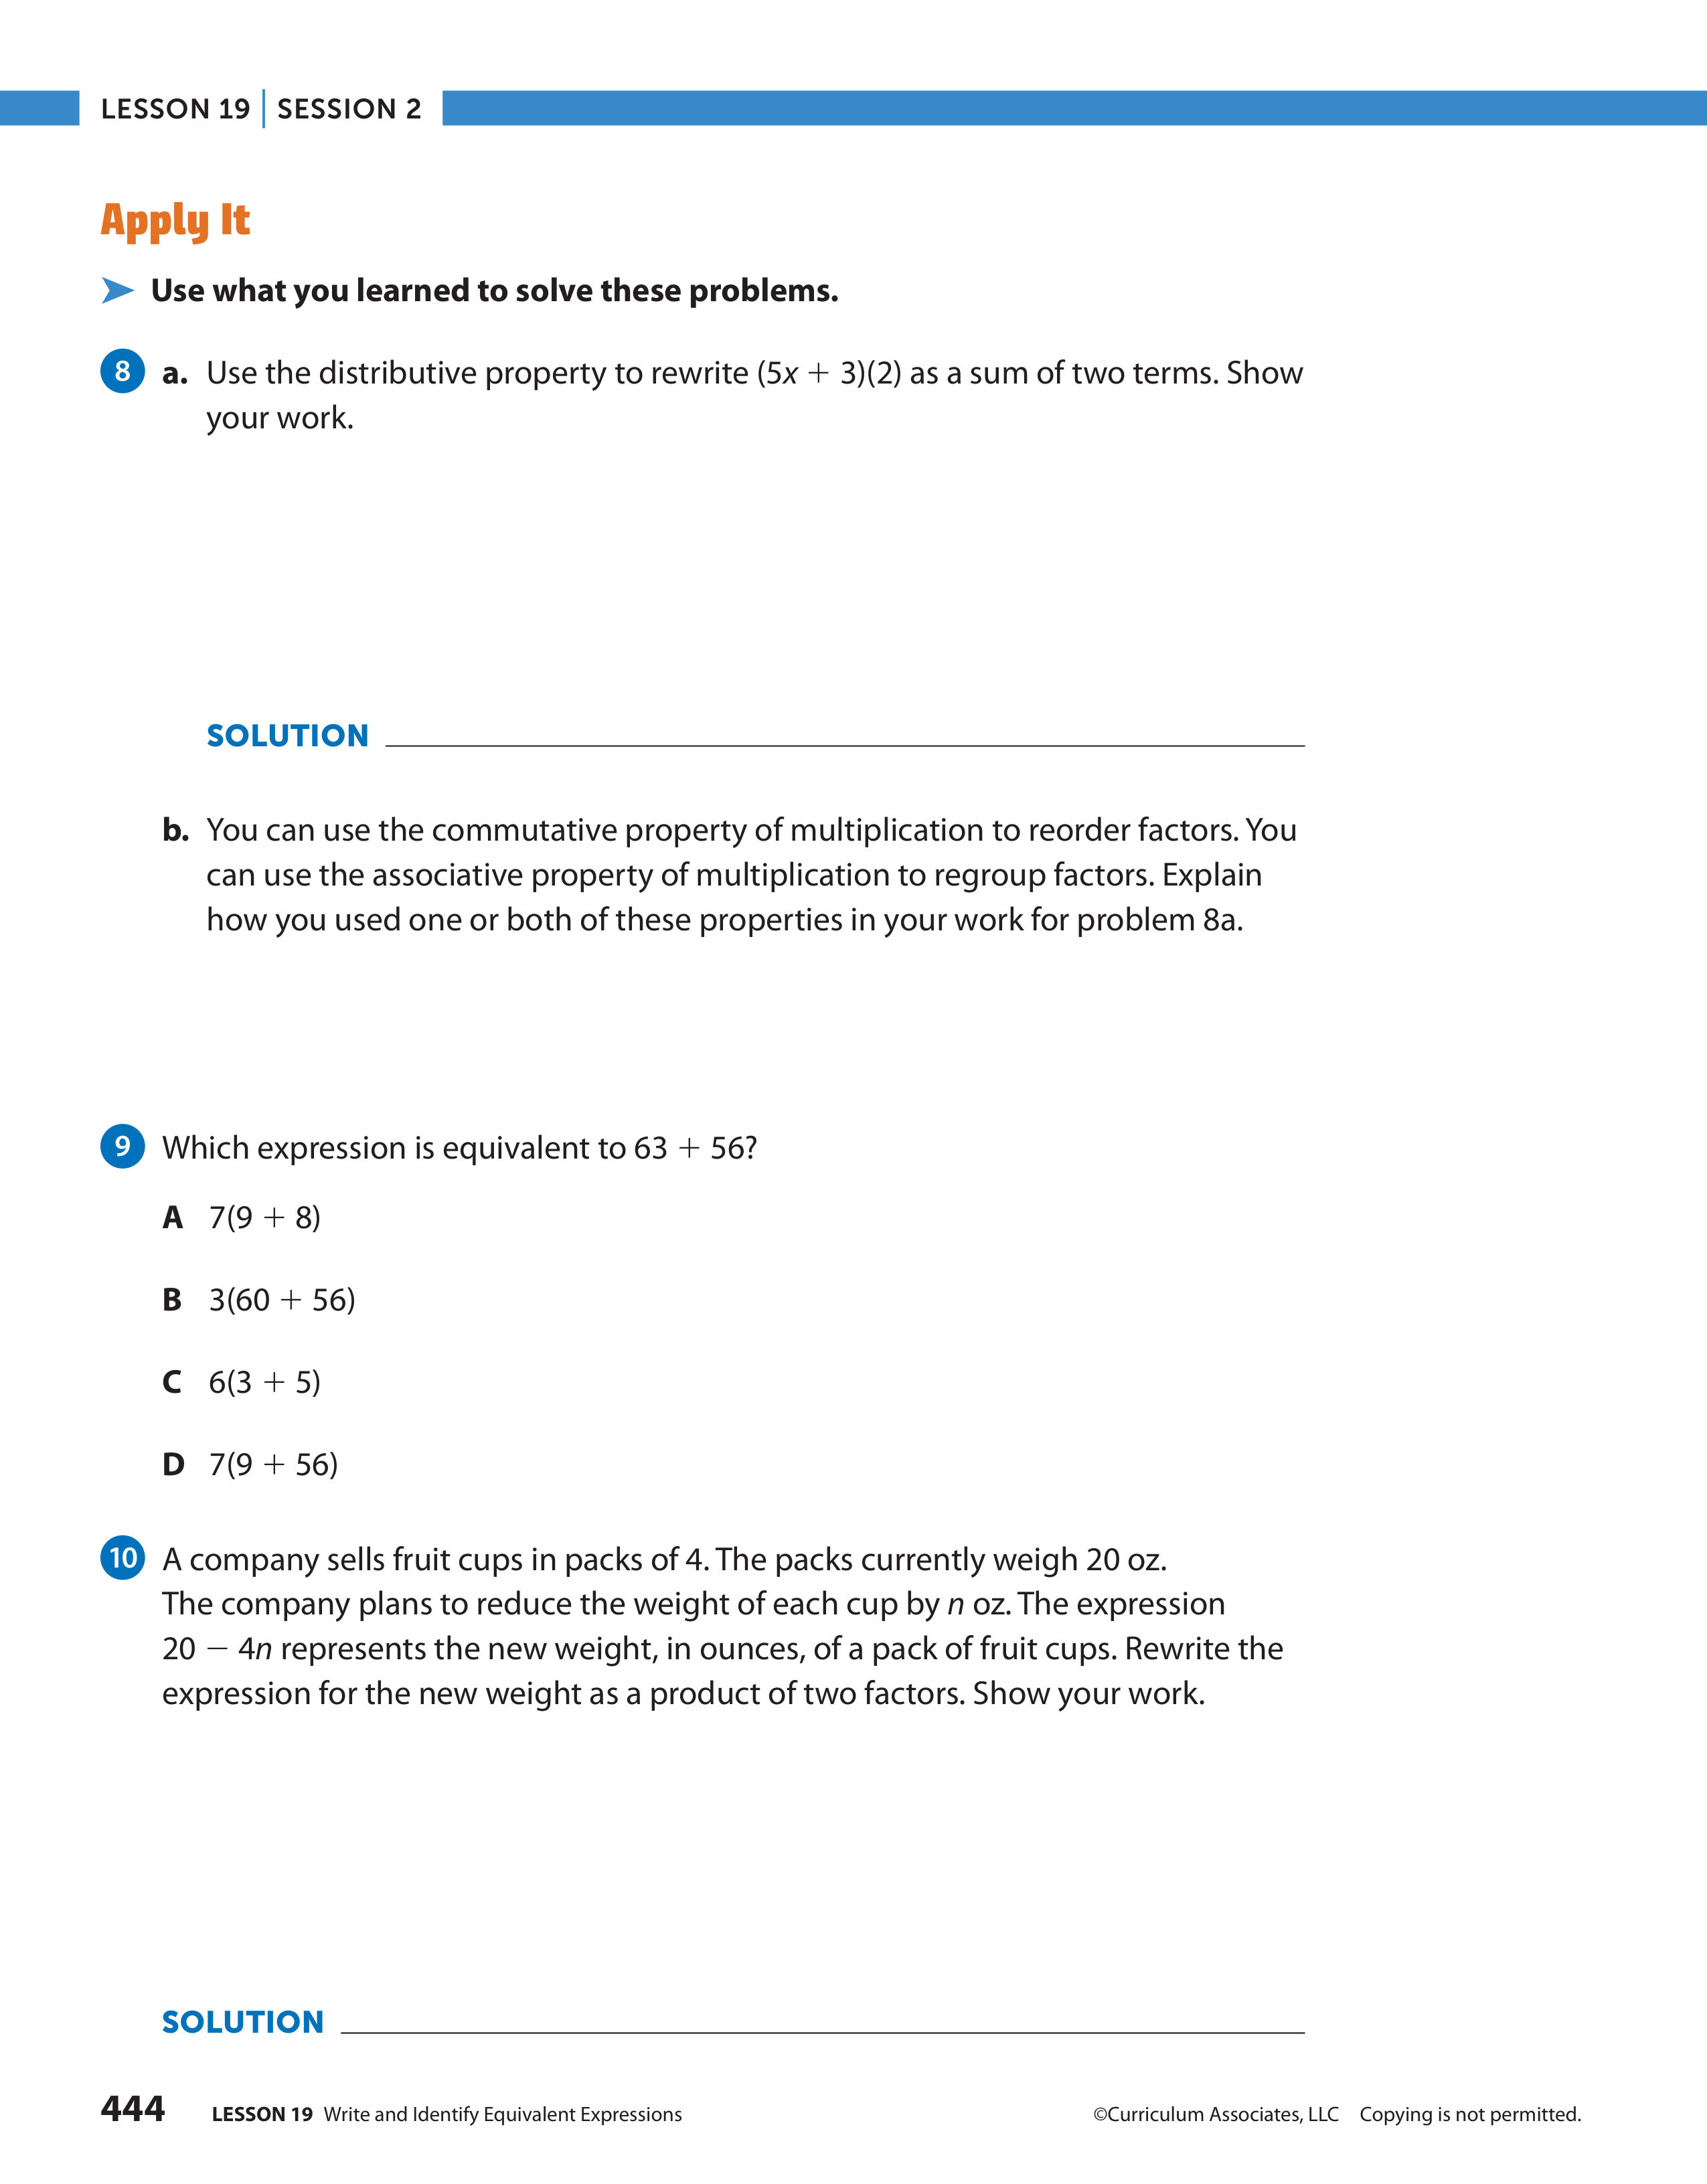 LESSON 19 | SESSION 2
Apply It
Use what you learned to solve these problems.
8 a. Use the distributive property to rewrite (5x + 3)(2) as a sum of two terms. Show
your work.
SOLUTION
b. You can use the commutative property of multiplication to reorder factors. You
can use the associative property of multiplication to regroup factors. Explain
how you used one or both of these properties in your work for problem 8a.
9 Which expression is equivalent to 63 + 56?
A 7(9 + 8)
B 3(60 + 56)
C 6(3 + 5)
D 7(9 + 56)
10 A company sells fruit cups in packs of 4. The packs currently weigh 20 oz.
The company plans to reduce the weight of each cup by n oz. The expression
20 − 4n represents the new weight, in ounces, of a pack of fruit cups. Rewrite the
expression for the new weight as a product of two factors. Show your work.
SOLUTION
444 LESSON 19 Write and Identify Equivalent Expressions ©Curriculum Associates, LLC Copying is not permitted.